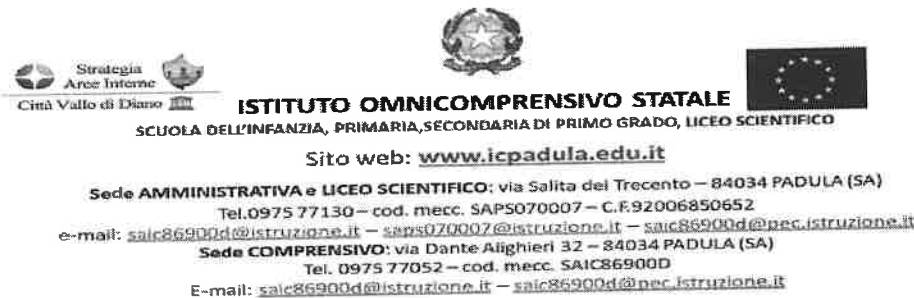 Strategia
Aree Interne
Città Vallo di Diano
ISTITUTO OMNICOMPRENSIVO STATALE
SCUOLA DELL'INFANZIA, PRIMARIA,SECONDARIA DI PRIMO GRADO, LICEO SCIENTIFICO
Sito web: www.icpadula.edu.it
Sede AMMINISTRATIVA e LICEO SCIENTIFICO: via Salita dei Trecento – 84034 PADULA (SA)
Tel.0975 77130 – cod. mecc. SAPS070007 – C.F.92006850652
e-mail: saic86900d@istruzione.it – saps070007@istruzione.it – saic86900d@pec.istruzione.it
Sede COMPRENSIVO: via Dante Alighieri 32 – 84034 PADULA (SA)
Tel. 0975 77052 – cod. mecc. SAIC86900D
E-mail: saic86900d@istruzione.it – saic86900d@pec.istruzione.it